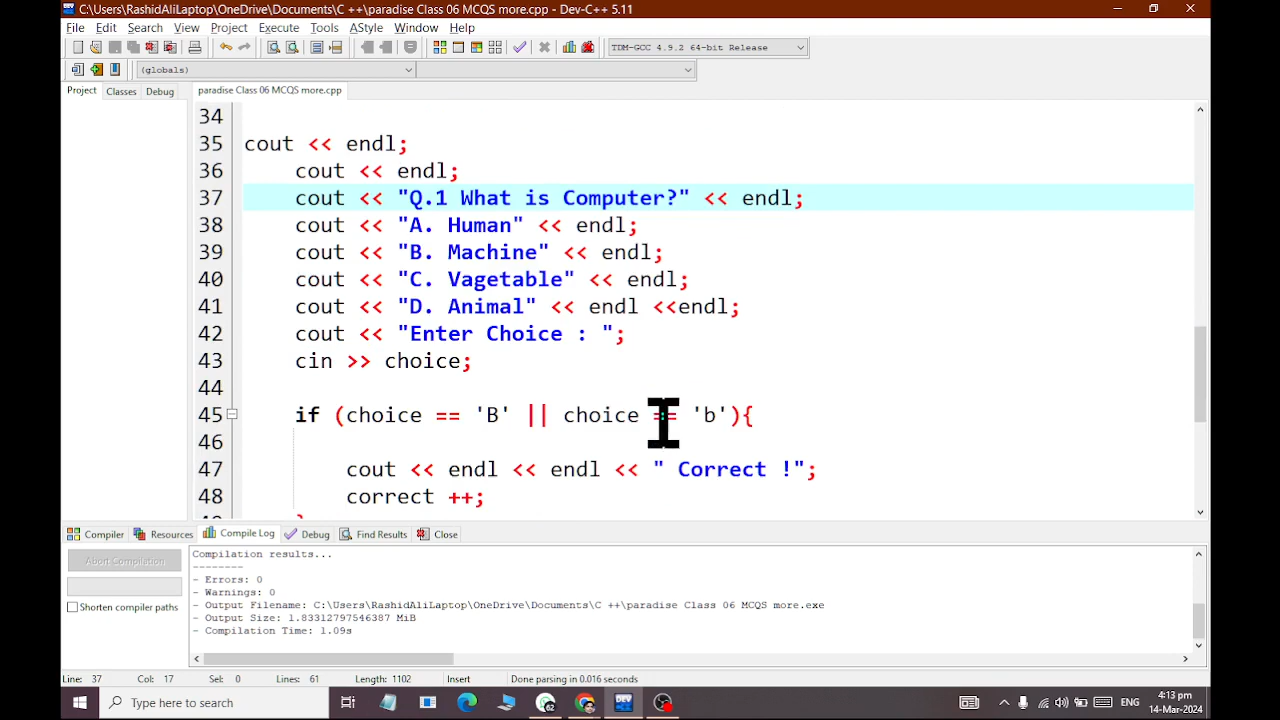 C:\Users\RashidAliLaptop\OneDrive\Documents\C ++\paradise Class 06 MCQS more.cpp - Dev-C++ 5.11
File Edit Search View Project Execute Tools AStyle Window Help
TDM-GCC 4.9.2 64-bit Release
(globals)
Project Classes Debug paradise Class 06 MCQS more.cpp
34
35 cout << endl;
36 cout << endl;
37 cout << "Q.1 What is Computer?" << endl;
38 cout << "A. Human" << endl;
39 cout << "B. Machine" << endl;
40 cout << "C. Vagetable" << endl;
41 cout << "D. Animal" << endl <<endl;
42 cout << "Enter Choice : ";
43 cin >> choice;
44
45 if (choice == 'B' || choice == 'b'){
46
47 cout << endl << endl << " Correct !";
48 correct ++;
Compiler Resources Compile Log Debug Find Results Close
Abort Compilation
Shorten compiler paths
Compilation results...
--------
- Errors: 0
- Warnings: 0
- Output Filename: C:\Users\RashidAliLaptop\OneDrive\Documents\C ++\paradise Class 06 MCQS more.exe
- Output Size: 1.83312797546387 MiB
- Compilation Time: 1.09s
Line: 37 Col: 17 Sel: 0 Lines: 61 Length: 1102 Insert Done parsing in 0.016 seconds
Type here to search
ENG
4:13 pm
14-Mar-2024